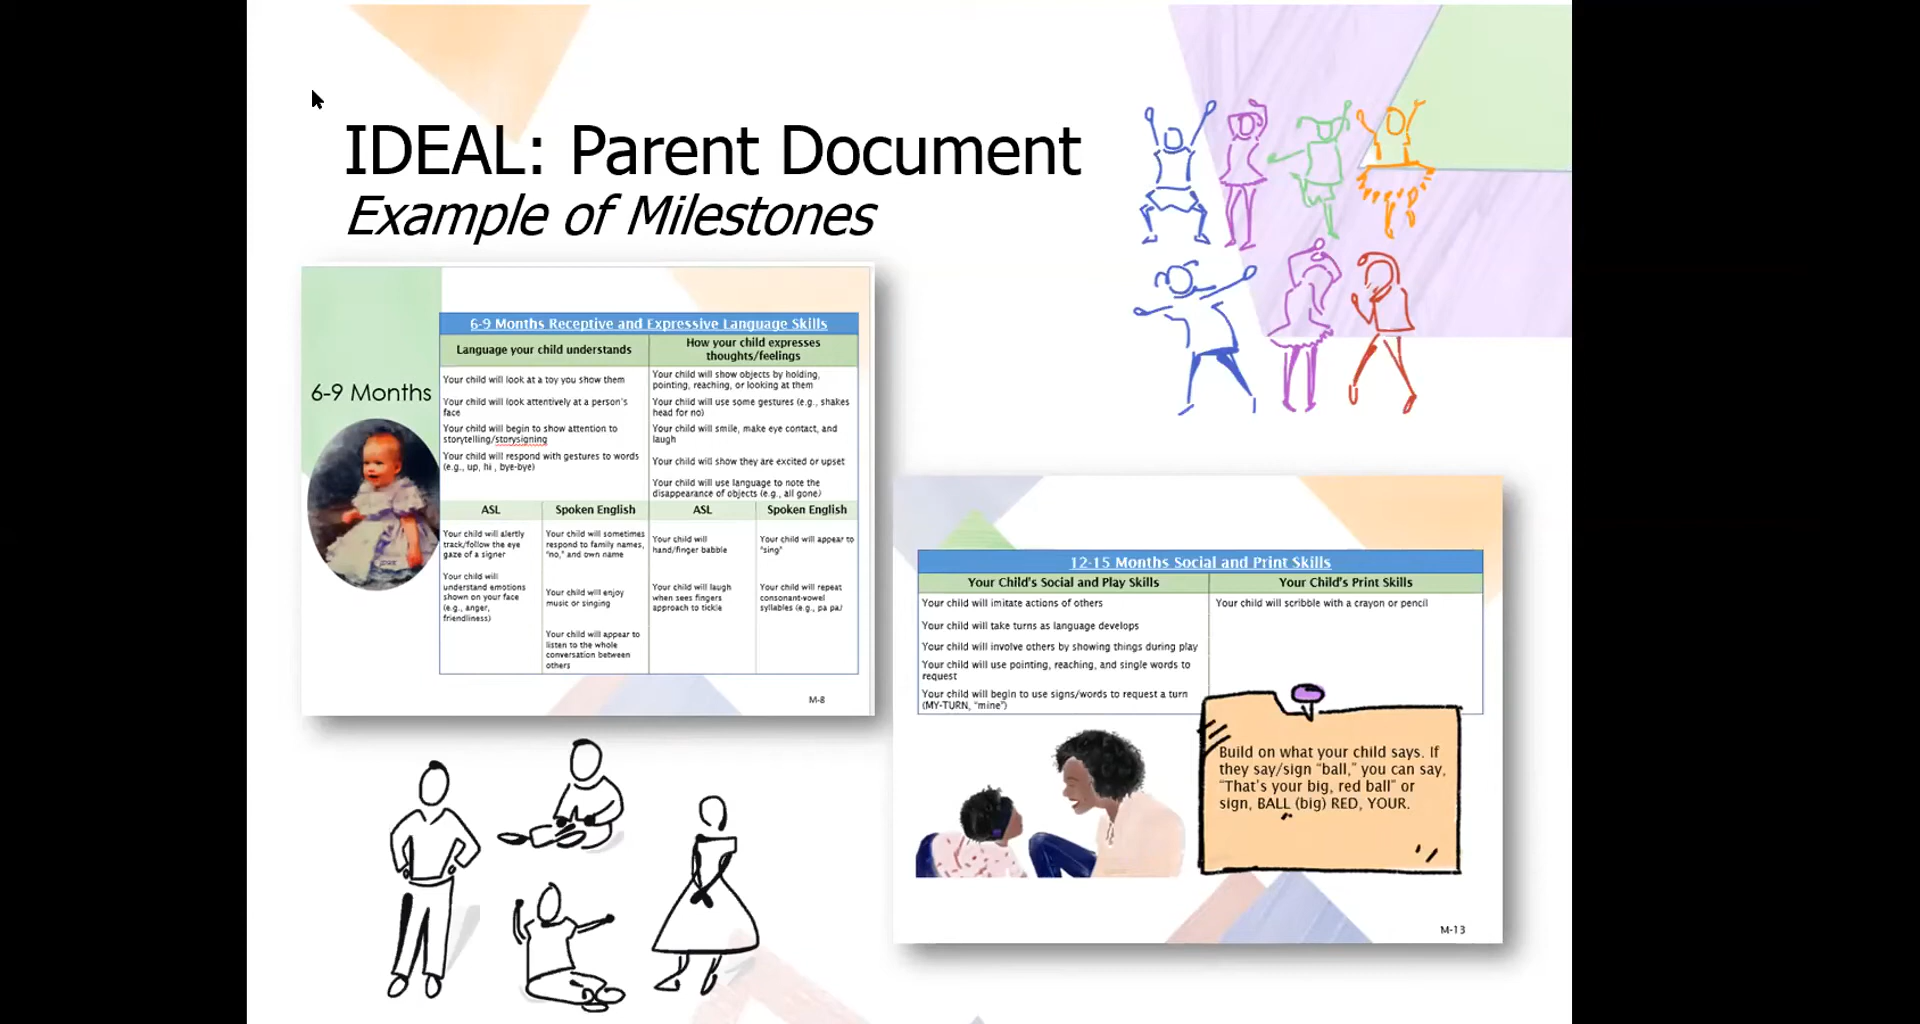 IDEAL: Parent Document
Example of Milestones
6-9 Months
6-9 Months Receptive and Expressive Language Skills
Language your child understands
How your child expresses
thoughts/feelings
Your child will look at a toy you show them
Your child will look attentively at a person's
face
Your child will begin to show attention to
storytelling/storysigning
Your child will respond with gestures to words
(e.g., up, hi , bye-bye)
Your child will show objects by holding,
pointing, reaching, or looking at them
Your child will use some gestures (e.g., shakes
head for no)
Your child will smile, make eye contact, and
laugh
Your child will show they are excited or upset
Your child will use language to note the
disappearance of objects (e.g., all gone)
ASL
Spoken English
ASL
Spoken English
Your child will alertly
track/follow the eye
gaze of a signer
Your child will
understand emotions
shown on your face
(e.g., anger,
friendliness)
Your child will sometimes
respond to family names,
"no," and own name
Your child will enjoy
music or singing
Your child will appear to
listen to the whole
conversation between
others
Your child will
hand/finger babble
Your child will laugh
when sees fingers
approach to tickle
Your child will appear to
"sing"
Your child will repeat
consonant-vowel
syllables (e.g., pa pa)
M-8
12-15 Months Social and Print Skills
Your Child's Social and Play Skills
Your Child's Print Skills
Your child will imitate actions of others
Your child will take turns as language develops
Your child will involve others by showing things during play
Your child will use pointing, reaching, and single words to
request
Your child will begin to use signs/words to request a turn
(MY-TURN, "mine")
Your child will scribble with a crayon or pencil
Build on what your child says. If
they say/sign "ball," you can say,
"That's your big, red ball" or
sign, BALL (big) RED, YOUR.
M-13